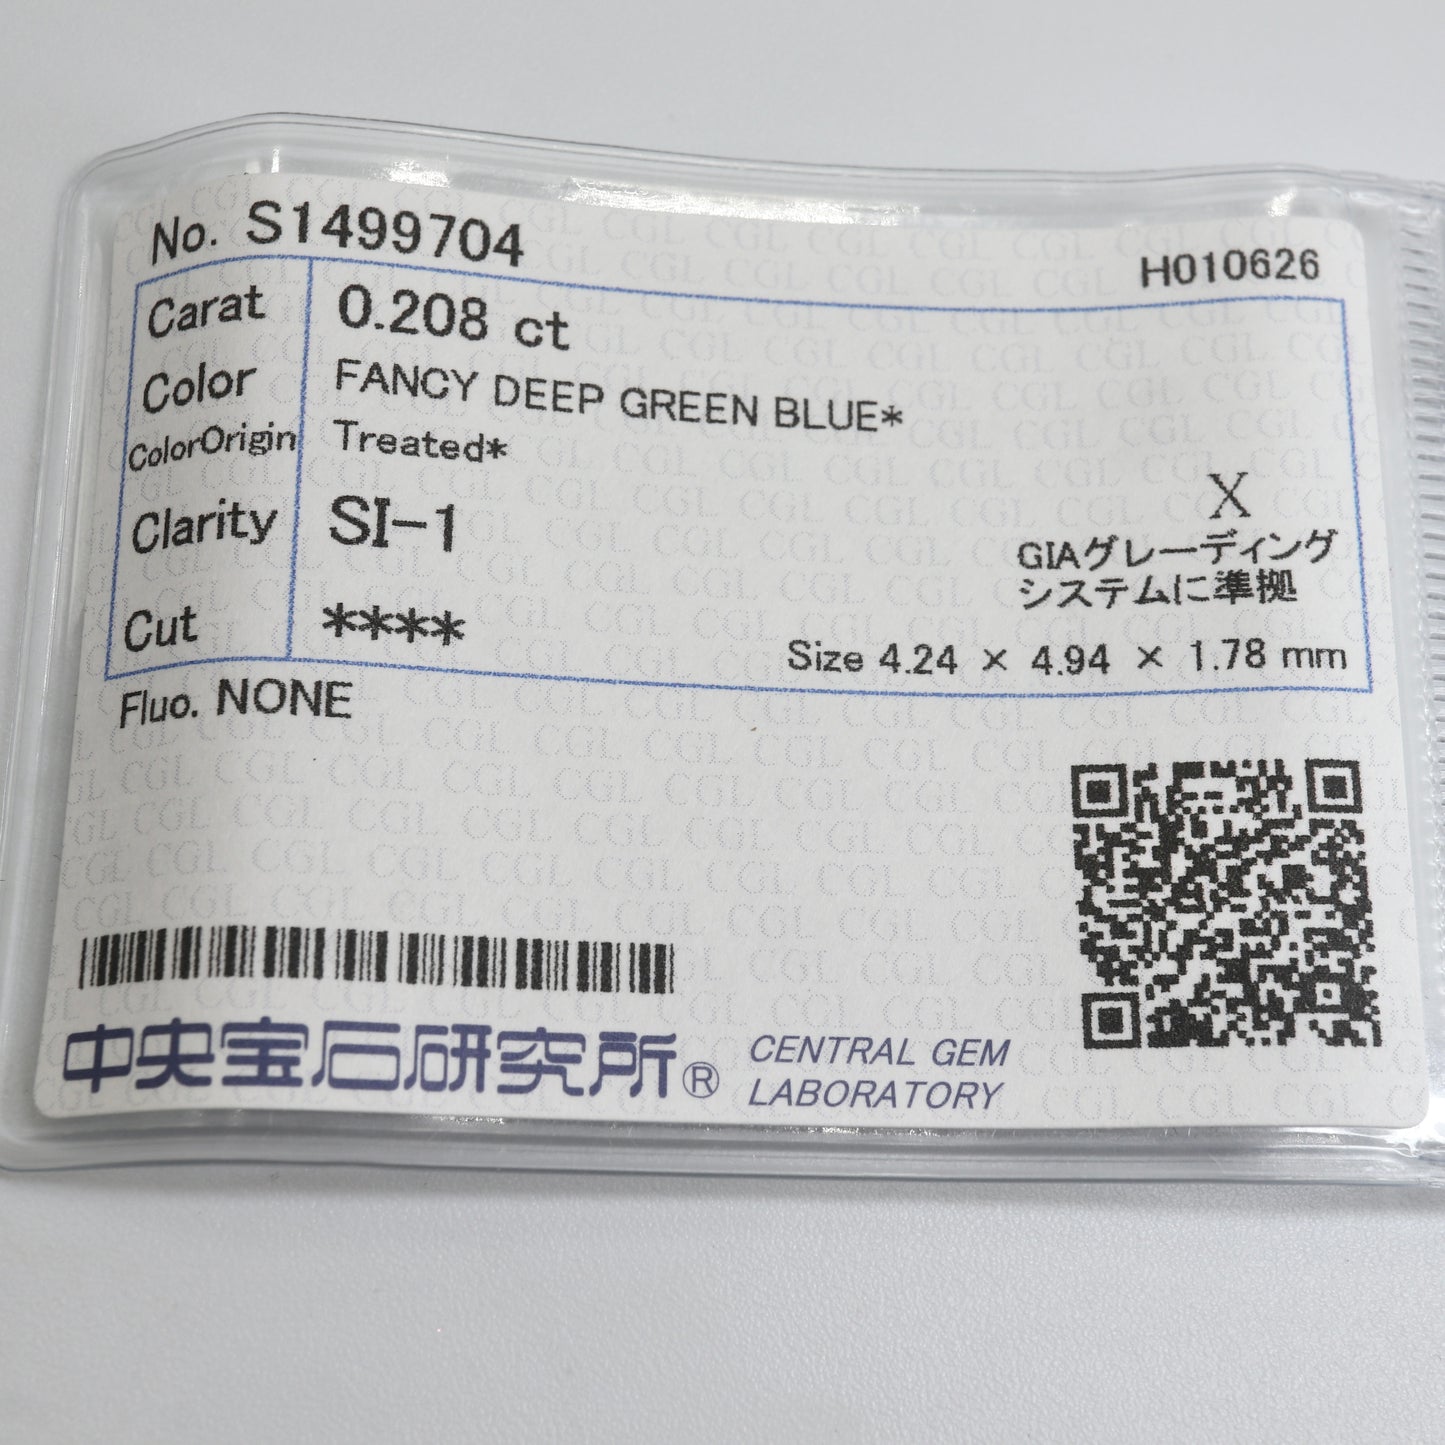 No. S1499704
H010626
Carat 0.208 ct
Color FANCY DEEP GREEN BLUE*
ColorOrigin Treated*
Clarity SI-1
X
GIAグレーディング
システムに準拠
Cut ****
Size 4.24 × 4.94 × 1.78 mm
Fluo. NONE
中央宝石研究所® CENTRAL GEM
LABORATORY